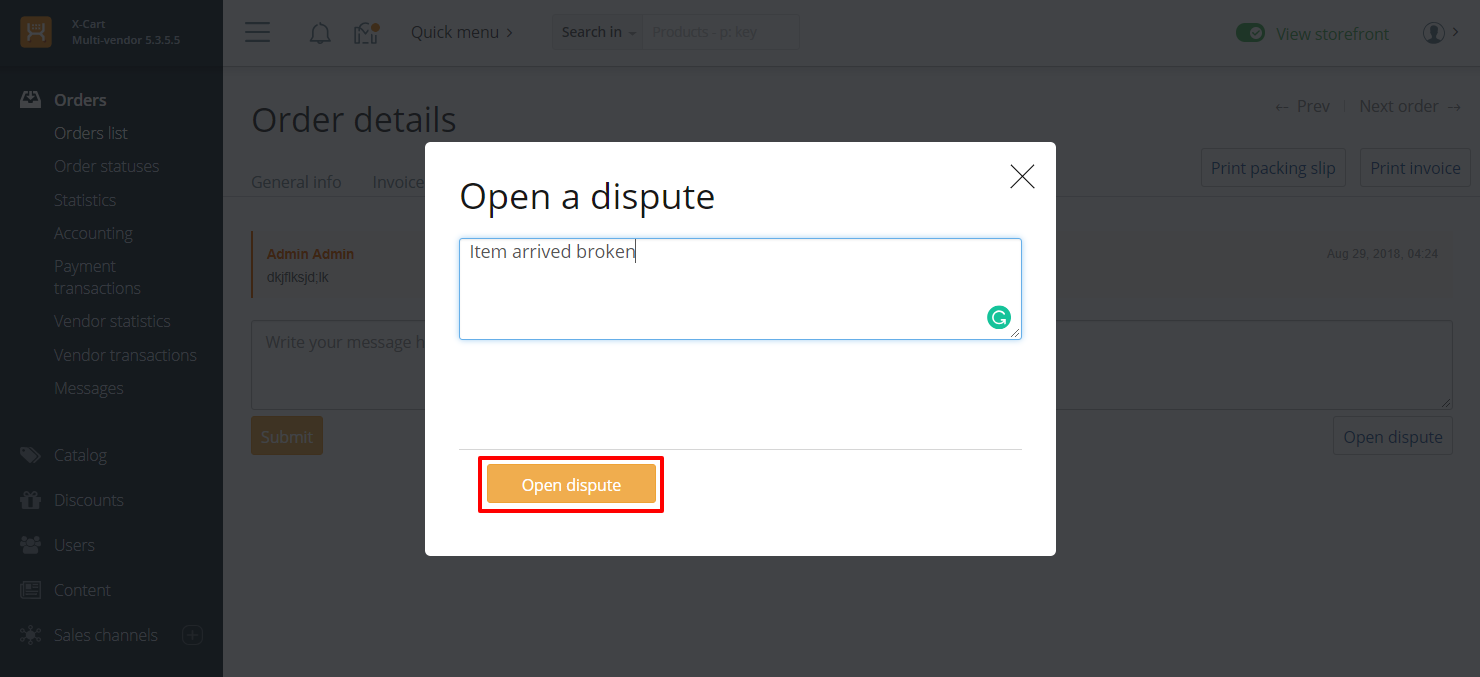 X-Cart
Multi-vendor 5.3.5.5
Quick menu
Search in
Products - p: key
View storefront
Orders
Orders list
Order statuses
Statistics
Accounting
Payment
transactions
Vendor statistics
Vendor transactions
Messages
Catalog
Discounts
Users
Content
Sales channels
Order details
← Prev
Next order →
Print packing slip
Print invoice
General info
Invoice
Admin Admin
Aug 29, 2018, 04:24
dkjflksjd;lk
Write your message h
Submit
Open dispute
Open a dispute
Item arrived broken
Open dispute